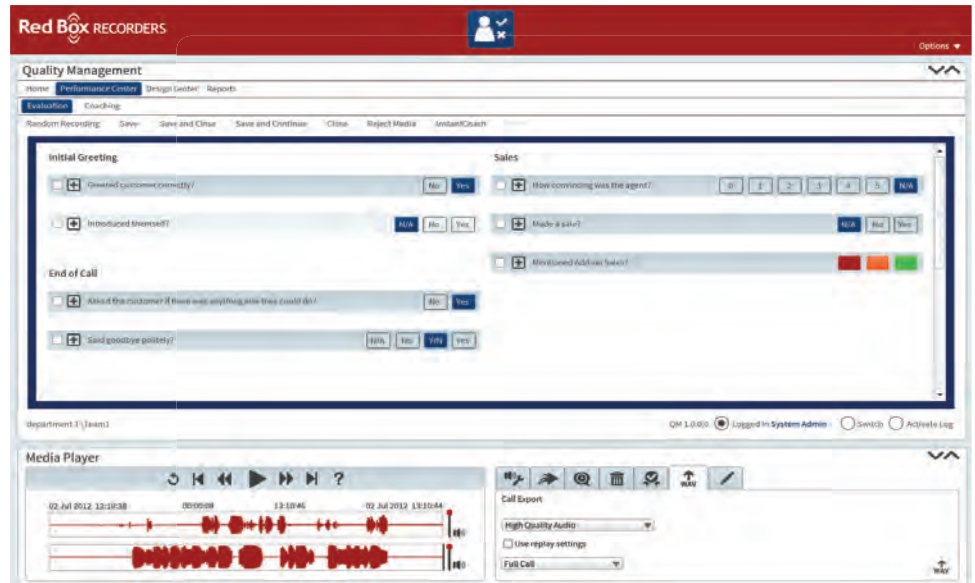 Red Box RECORDERS
Options
Quality Management
Home Performance Center Design Center Reports
Evaluation Coaching
Random Recording Save Save and Close Save and Continue Close Reject Media InstantCoach
Initial Greeting
Greeted customer correctly? No Yes
Introduced themself? N/A No Yes
End of Call
Asked the customer if there was anything else they could do? No Yes
Said goodbye politely? N/A No Y/N Yes
Sales
How convincing was the agent? 0 1 2 3 4 5 N/A
Made a sale? N/A No Yes
Mentioned Add-on Sales?
department 1 \Team1
QM 1.0.0.0 Logged in System Admin Switch Activate Log
Media Player
?
02 Jul 2012 13:10:38 00:00:08 13:10:46 02 Jul 2012 13:10:44
WAV
Call Export
High Quality Audio
Use replay settings
Full Call
WAV